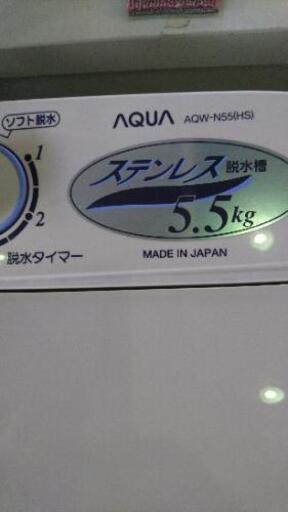 ソフト脱水
AQUA AQW-N55(HS)
1
ステンレス 脱水槽
2
5.5kg
脱水タイマー
MADE IN JAPAN